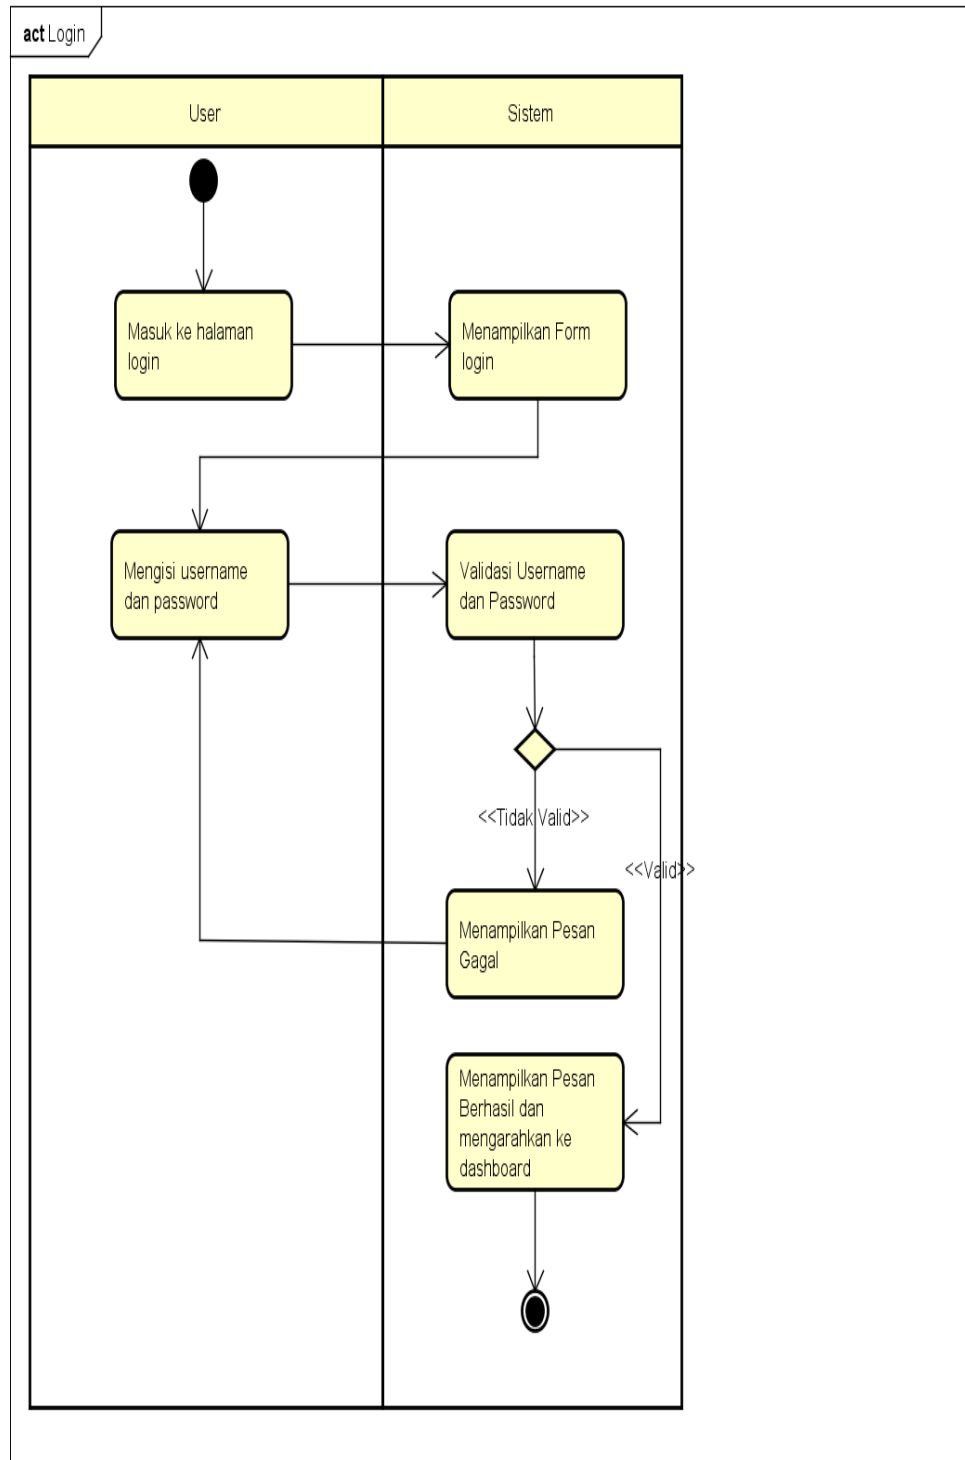 act Login
User
Sistem
Masuk ke halaman
login
Menampilkan Form
login
Mengisi username
dan password
Validasi Username
dan Password
<<Tidak Valid>>
<<Valid>>
Menampilkan Pesan
Gagal
Menampilkan Pesan
Berhasil dan
mengarahkan ke
dashboard